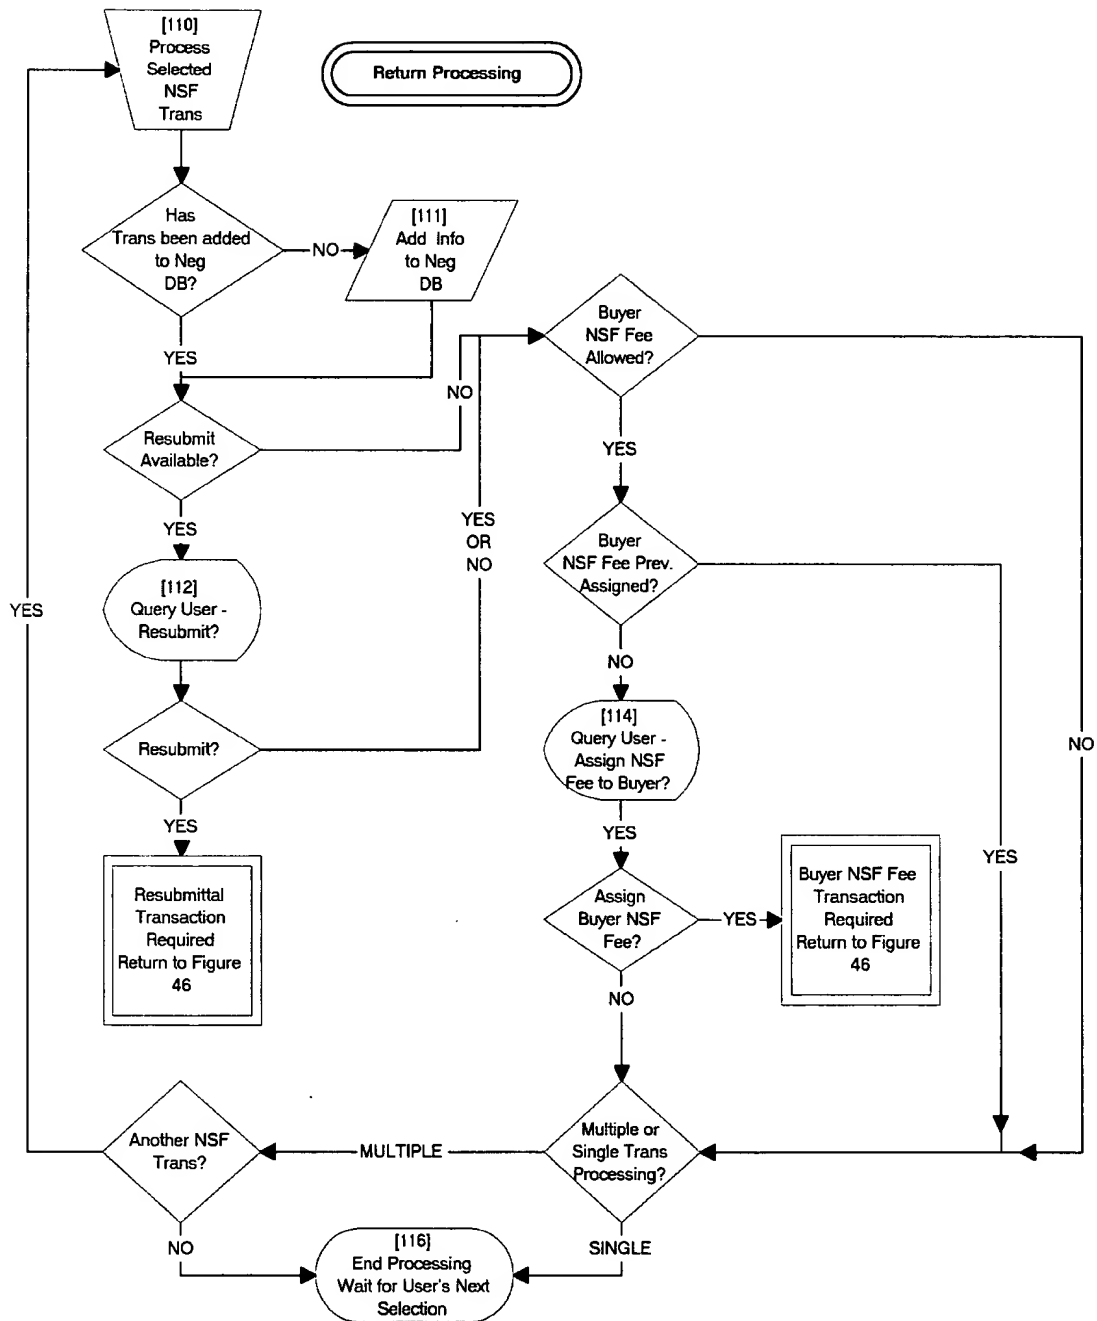 [110]
Process
Selected
NSF
Trans
Return Processing
Has
Trans been added
to Neg
DB?
NO
[111]
Add Info
to Neg
DB
YES
Buyer
NSF Fee
Allowed?
NO
Resubmit
Available?
YES
YES
YES
OR
NO
Buyer
NSF Fee Prev.
Assigned?
[112]
Query User -
Resubmit?
YES
NO
[114]
Query User -
Assign NSF
Fee to Buyer?
Resubmit?
NO
YES
YES
YES
Resubmittal
Transaction
Required
Return to Figure
46
Assign
Buyer NSF
Fee?
YES
Buyer NSF Fee
Transaction
Required
Return to Figure
46
NO
Another NSF
Trans?
MULTIPLE
Multiple or
Single Trans
Processing?
NO
[116]
End Processing
Wait for User's Next
Selection
SINGLE